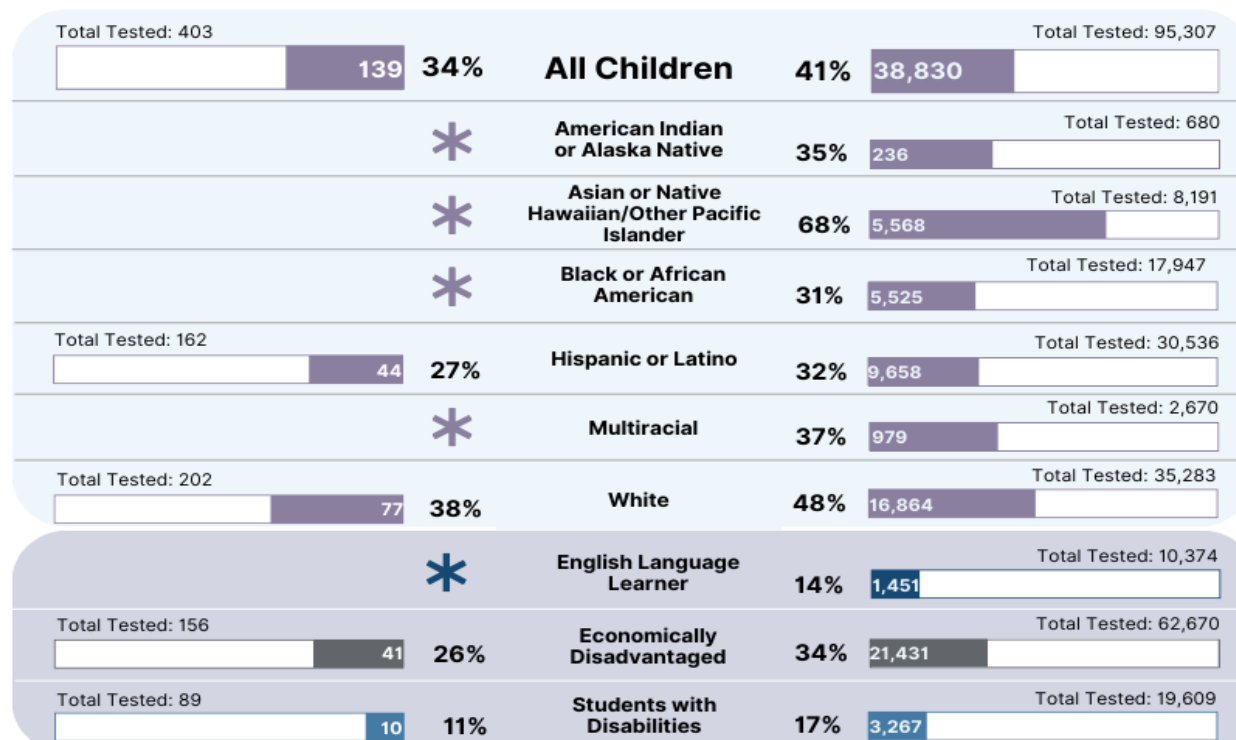 Total Tested: 403
Total Tested: 95,307
139 34% All Children 41% 38,830
American Indian
or Alaska Native
Total Tested: 680
* 35% 236
Asian or Native
Hawaiian/Other Pacific
Islander
Total Tested: 8,191
* 68% 5,568
Black or African
American
Total Tested: 17,947
* 31% 5,525
Total Tested: 162
Total Tested: 30,536
44 27% Hispanic or Latino 32% 9,658
Total Tested: 2,670
* Multiracial 37% 979
Total Tested: 202
Total Tested: 35,283
77 38% White 48% 16,864
English Language
Learner
Total Tested: 10,374
* 14% 1,451
Total Tested: 156
Total Tested: 62,670
Economically
Disadvantaged
41 26% 34% 21,431
Total Tested: 89
Total Tested: 19,609
Students with
Disabilities
10 11% 17% 3,267